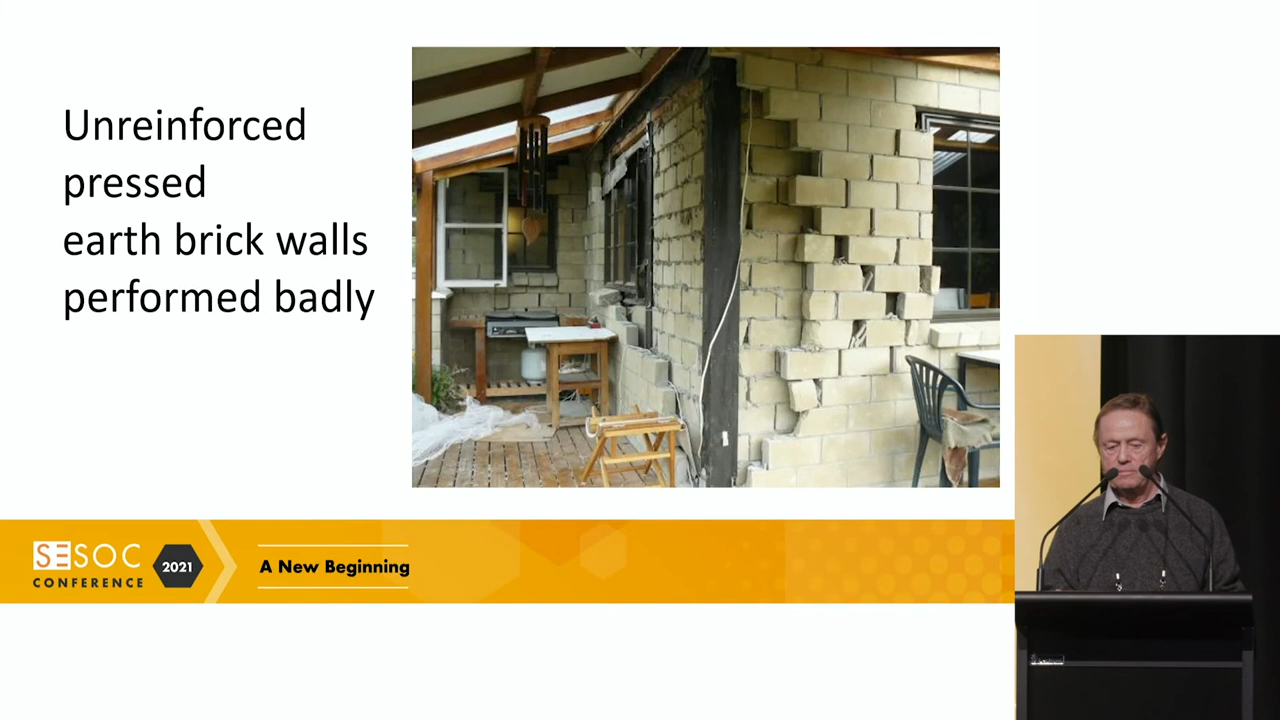 Unreinforced
pressed
earth brick walls
performed badly
SESOC
CONFERENCE
2021
A New Beginning